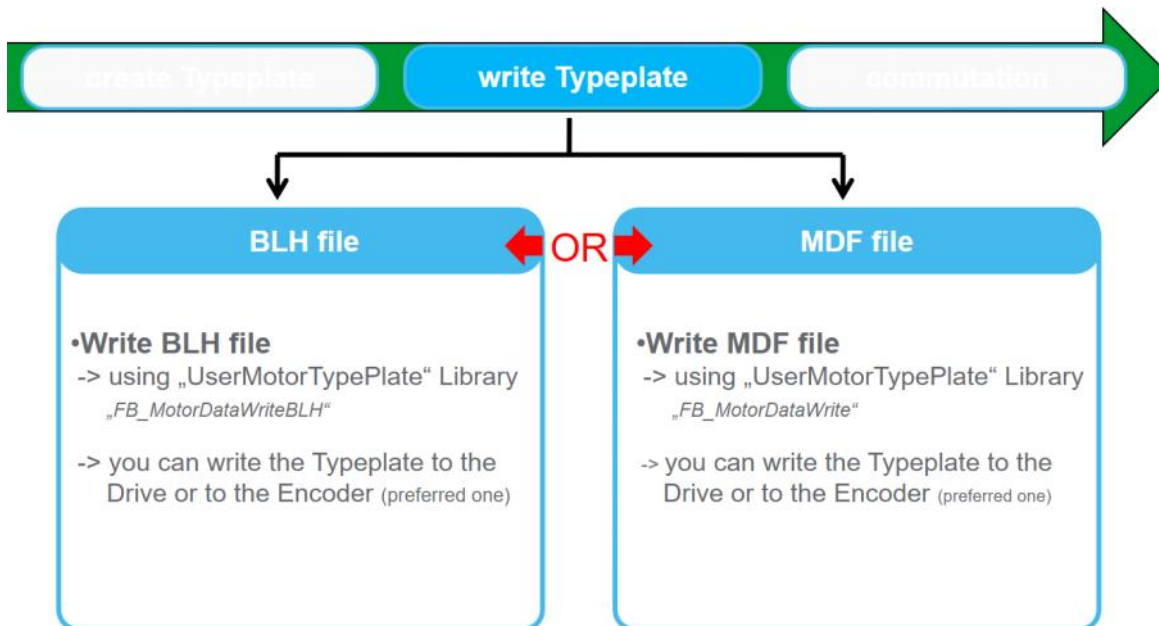 create Typeplate
write Typeplate
commutation
BLH file
OR
MDF file
•Write BLH file
-> using „UserMotorTypePlate“ Library
„FB_MotorDataWriteBLH“
-> you can write the Typeplate to the
Drive or to the Encoder (preferred one)
•Write MDF file
-> using „UserMotorTypePlate“ Library
„FB_MotorDataWrite“
-> you can write the Typeplate to the
Drive or to the Encoder (preferred one)